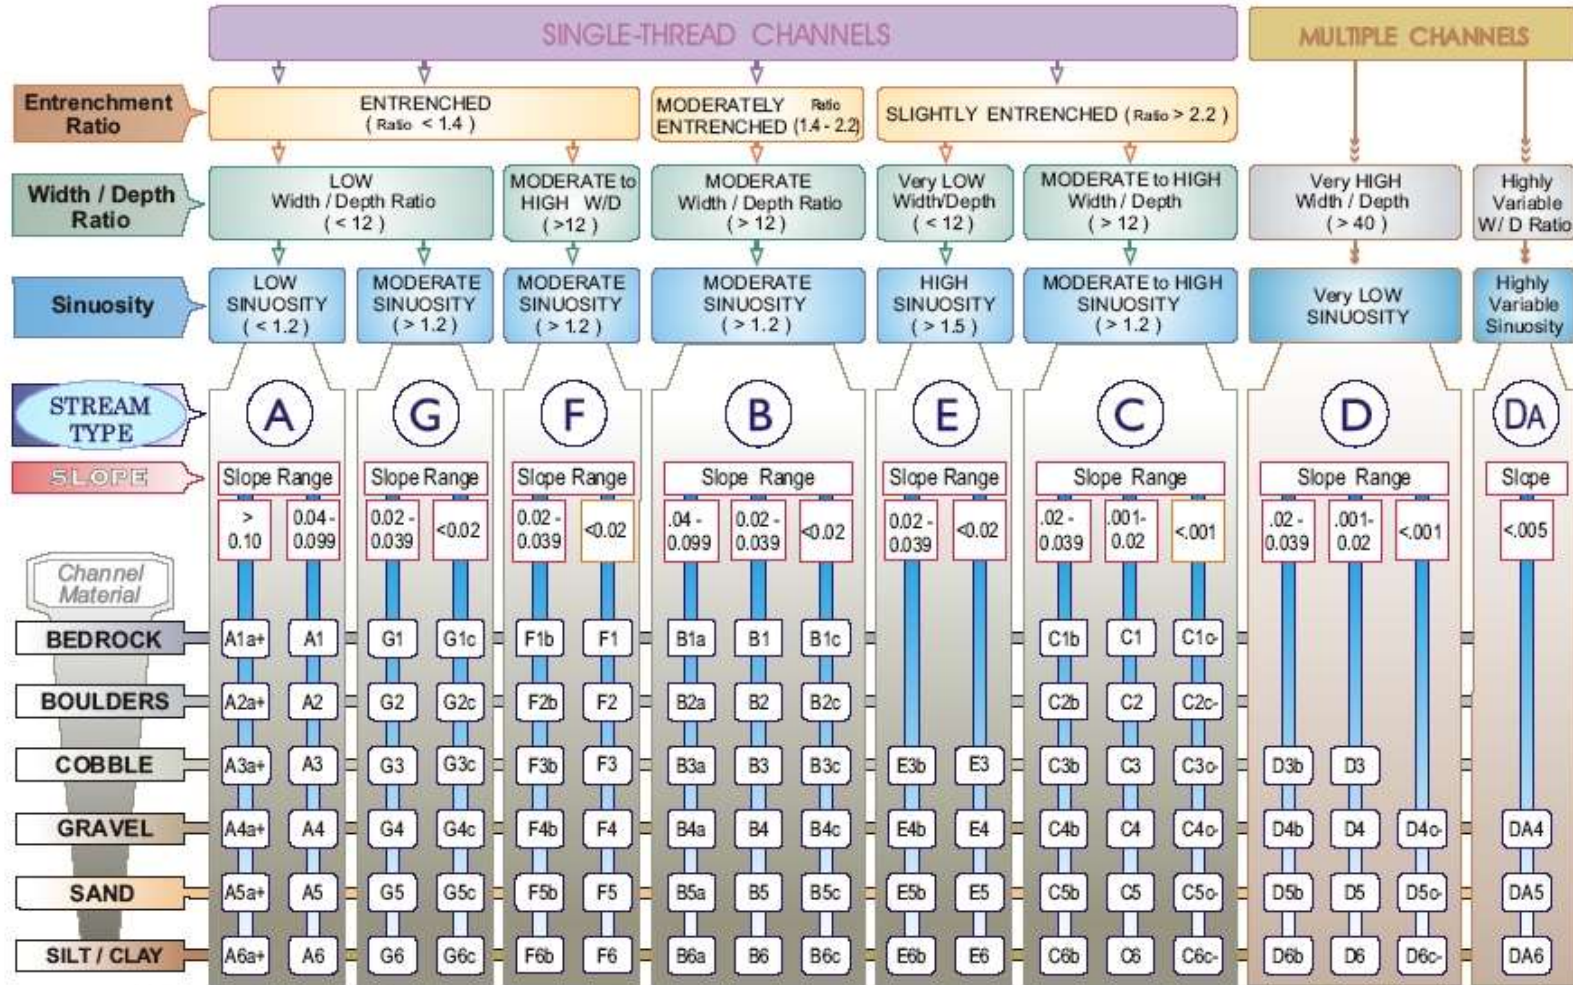 SINGLE-THREAD CHANNELS
MULTIPLE CHANNELS
Entrenchment
Ratio
ENTRENCHED
( Ratio < 1.4 )
MODERATELY Ratio
ENTRENCHED (1.4 - 2.2)
SLIGHTLY ENTRENCHED ( Ratio > 2.2 )
Width / Depth
Ratio
LOW
Width / Depth Ratio
( < 12 )
MODERATE to
HIGH W/D
( >12 )
MODERATE
Width / Depth Ratio
( > 12 )
Very LOW
Width/Depth
( < 12 )
MODERATE to HIGH
Width / Depth
( > 12 )
Very HIGH
Width / Depth
( > 40 )
Highly
Variable
W/ D Ratio
Sinuosity
LOW
SINUOSITY
( < 1.2 )
MODERATE
SINUOSITY
( > 1.2 )
MODERATE
SINUOSITY
( > 1.2 )
MODERATE
SINUOSITY
( > 1.2 )
HIGH
SINUOSITY
( > 1.5 )
MODERATE to HIGH
SINUOSITY
( > 1.2 )
Very LOW
SINUOSITY
Highly
Variable
Sinuosity
STREAM
TYPE
A G F B E C D DA
SLOPE
Slope Range
Slope Range
Slope Range
Slope Range
Slope Range
Slope Range
Slope Range
Slope
>
0.10
0.04 -
0.099
0.02 -
0.039
<0.02
0.02 -
0.039
<0.02
.04 -
0.099
0.02 -
0.039
<0.02
0.02 -
0.039
<0.02
.02 -
0.039
.001-
0.02
<.001
.02 -
0.039
.001-
0.02
<.001
<.005
Channel
Material
BEDROCK A1a+ A1 G1 G1c F1b F1 B1a B1 B1c C1b C1 C1c-
BOULDERS A2a+ A2 G2 G2c F2b F2 B2a B2 B2c C2b C2 C2c-
COBBLE A3a+ A3 G3 G3c F3b F3 B3a B3 B3c E3b E3 C3b C3 C3c- D3b D3
GRAVEL A4a+ A4 G4 G4c F4b F4 B4a B4 B4c E4b E4 C4b C4 C4c- D4b D4 D4c- DA4
SAND A5a+ A5 G5 G5c F5b F5 B5a B5 B5c E5b E5 C5b C5 C5c- D5b D5 D5c- DA5
SILT / CLAY A6a+ A6 G6 G6c F6b F6 B6a B6 B6c E6b E6 C6b C6 C6c- D6b D6 D6c- DA6